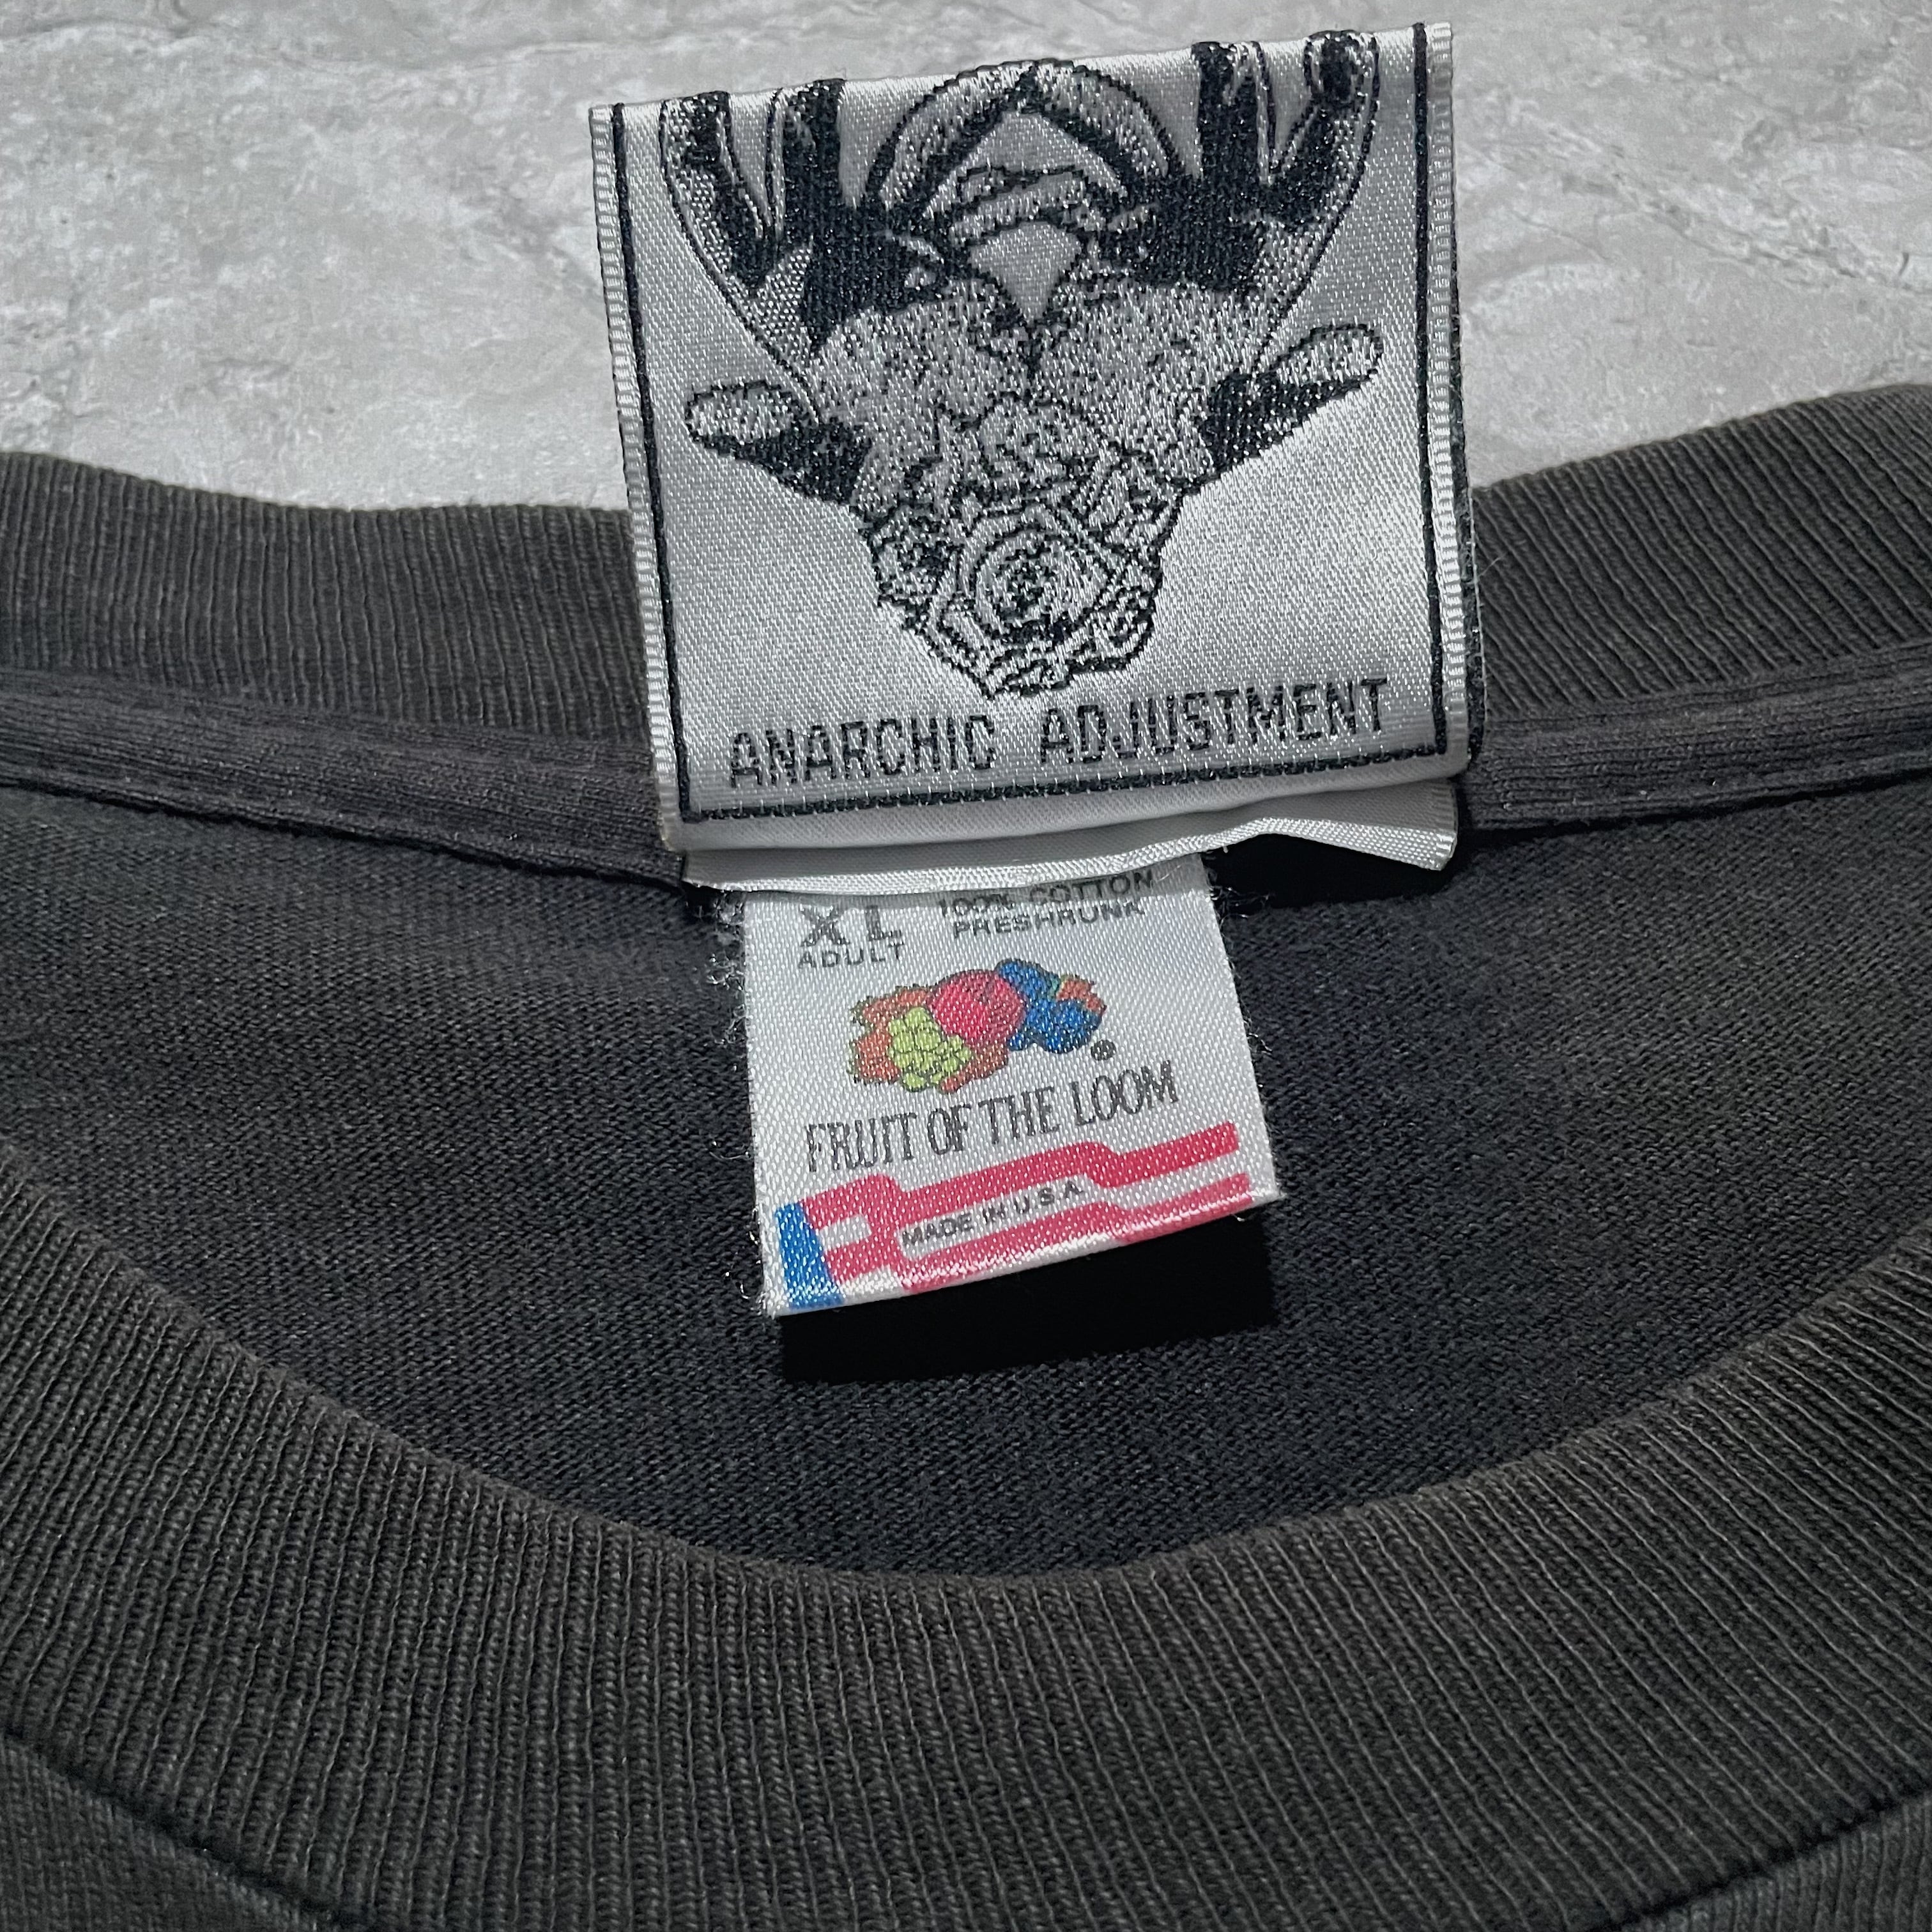 ANARCHIC ADJUSTMENT
XL
ADULT
100% COTTON
PRESHRUNK
®
FRUIT OF THE LOOM
MADE IN U.S.A.